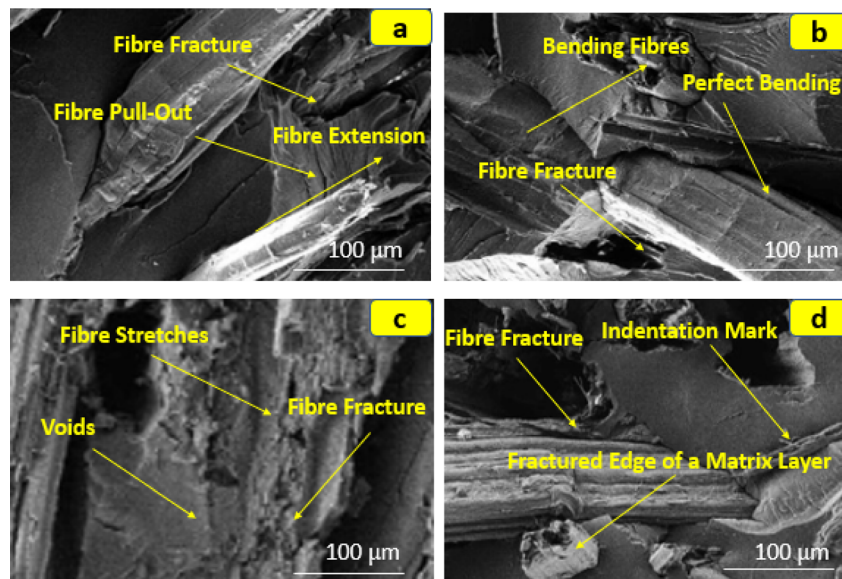 a
Fibre Fracture
Fibre Pull-Out
Fibre Extension
100 μm
b
Bending Fibres
Perfect Bending
Fibre Fracture
100 μm
c
Fibre Stretches
Fibre Fracture
Voids
100 μm
d
Indentation Mark
Fibre Fracture
Fractured Edge of a Matrix Layer
100 μm